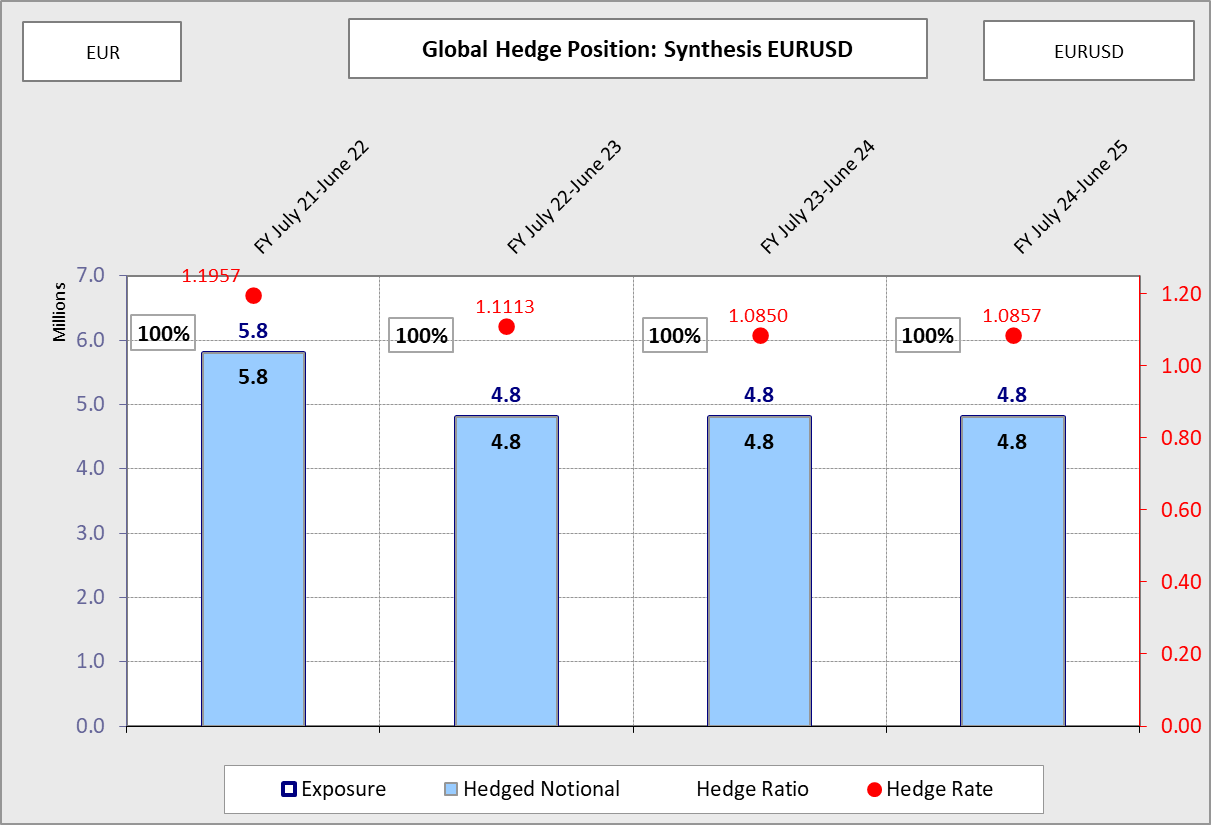 EUR
Global Hedge Position: Synthesis EURUSD
EURUSD
FY July 21-June 22
FY July 22-June 23
FY July 23-June 24
FY July 24-June 25
Millions
7.0
6.0
5.0
4.0
3.0
2.0
1.0
0.0
1.1957
1.1113
1.0850
1.0857
100%
5.8
100%
100%
100%
5.8
4.8
4.8
4.8
4.8
4.8
4.8
1.20
1.00
0.80
0.60
0.40
0.20
0.00
Exposure
Hedged Notional
Hedge Ratio
Hedge Rate